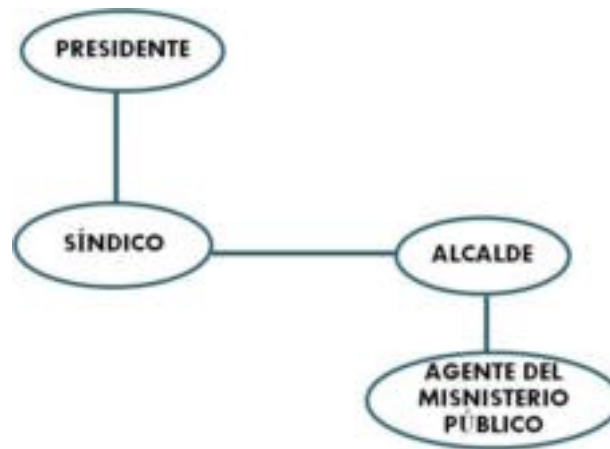 PRESIDENTE
SÍNDICO
ALCALDE
AGENTE DEL
MISNISTERIO
PÚBLICO